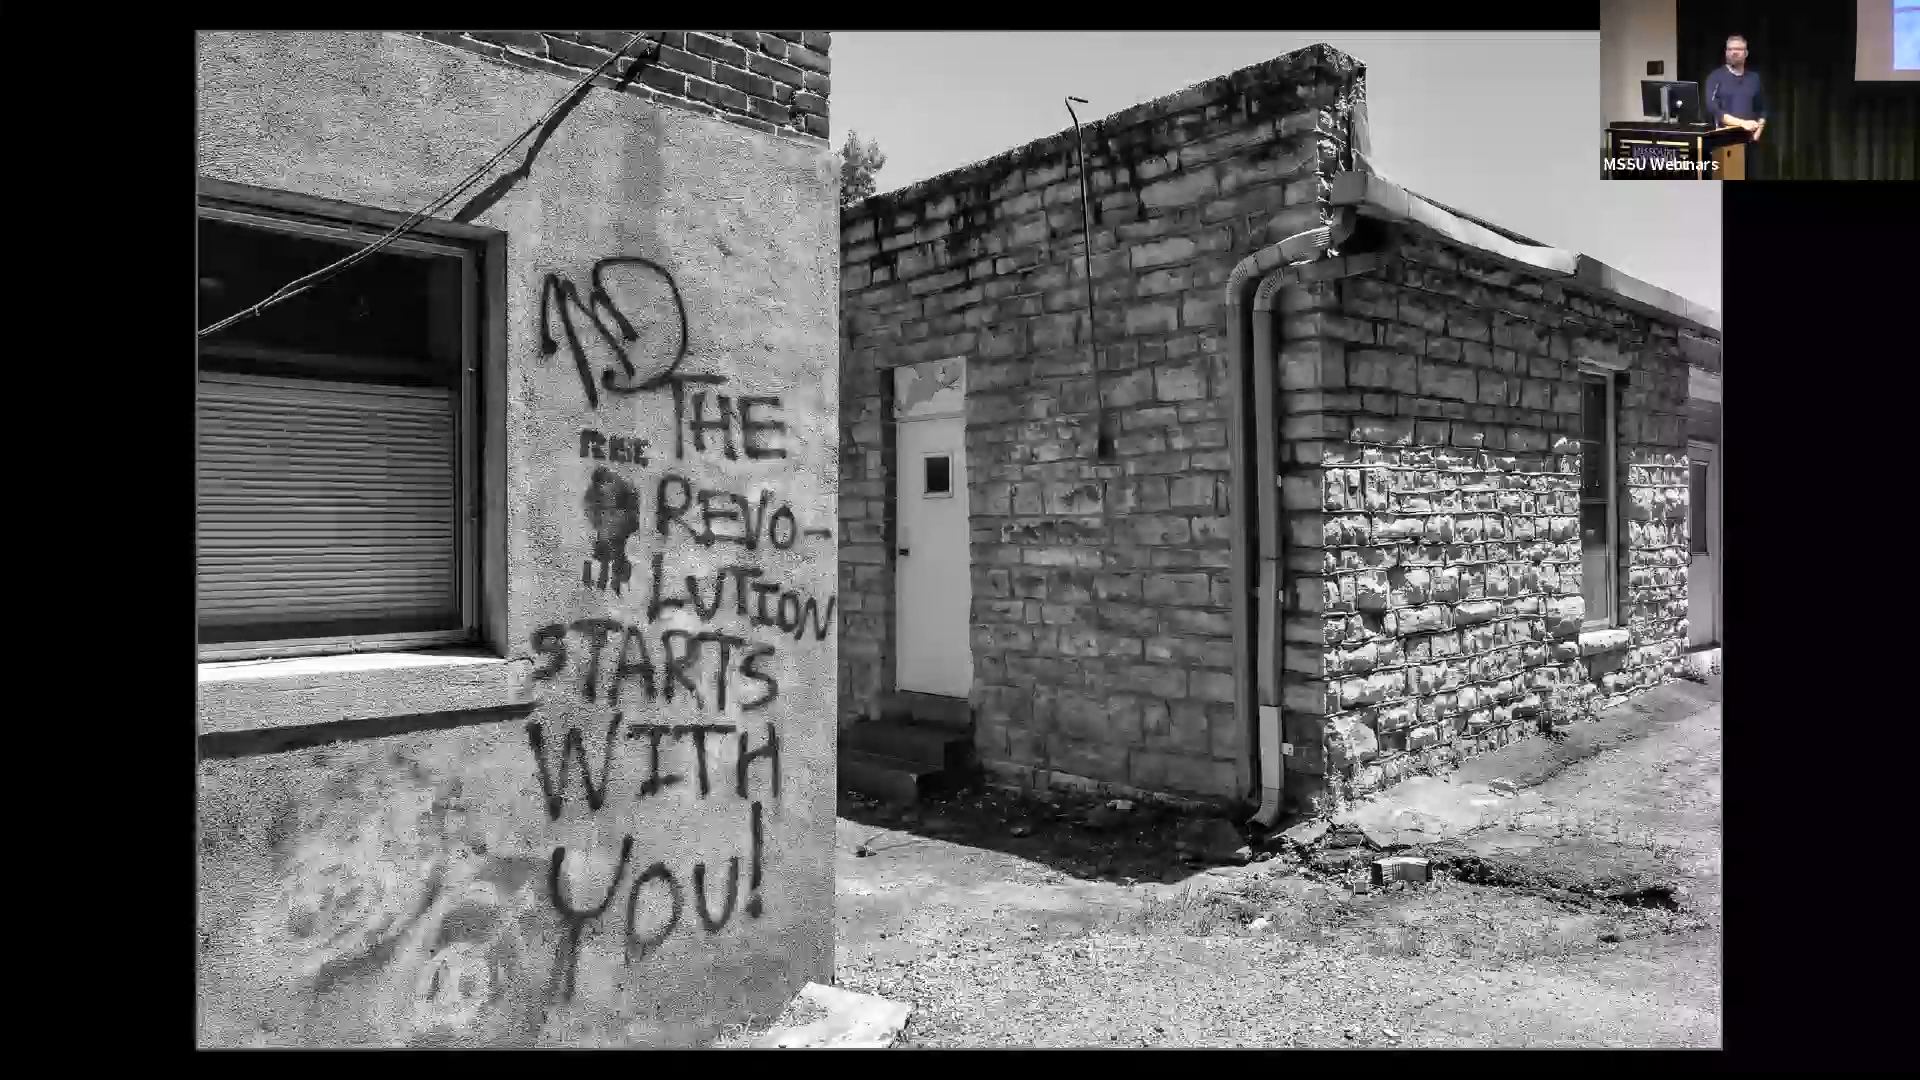 THE
REVO-
LUTION
STARTS
WITH
YOU!
MSSU Webinars